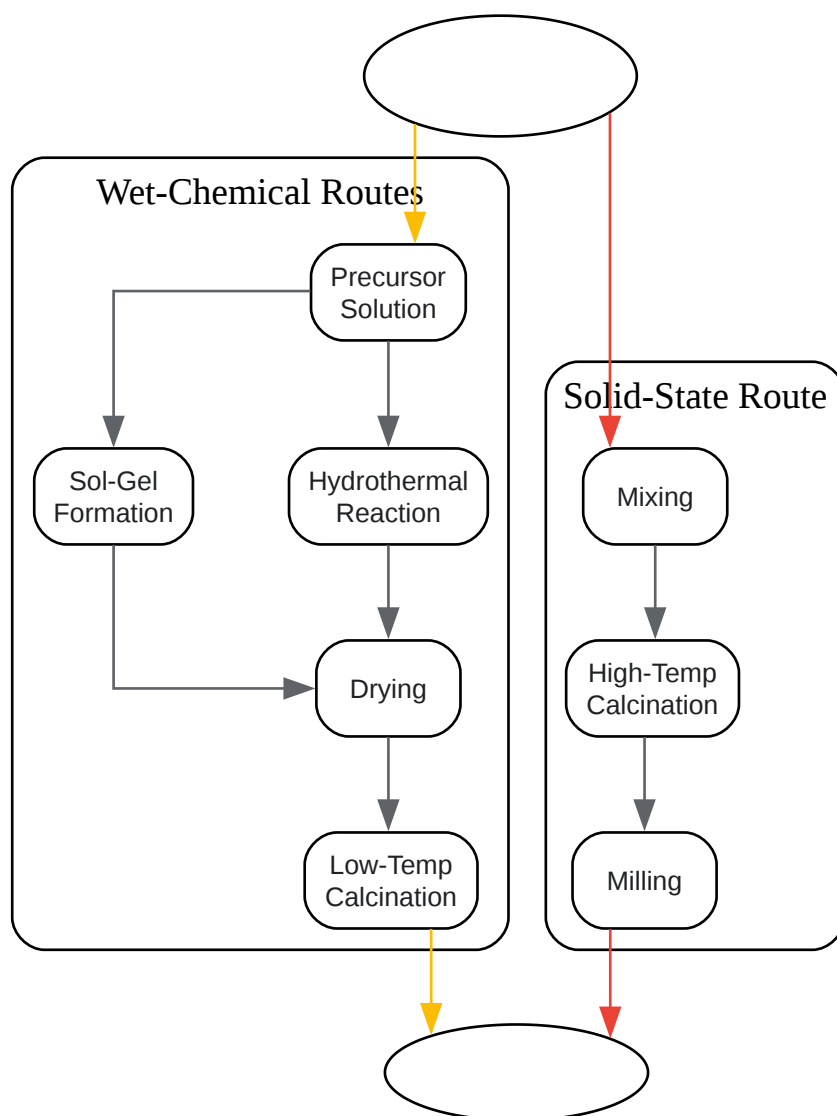 Wet-Chemical Routes
Precursor
Solution
Solid-State Route
Sol-Gel
Formation
Hydrothermal
Reaction
Mixing
Drying
High-Temp
Calcination
Low-Temp
Calcination
Milling